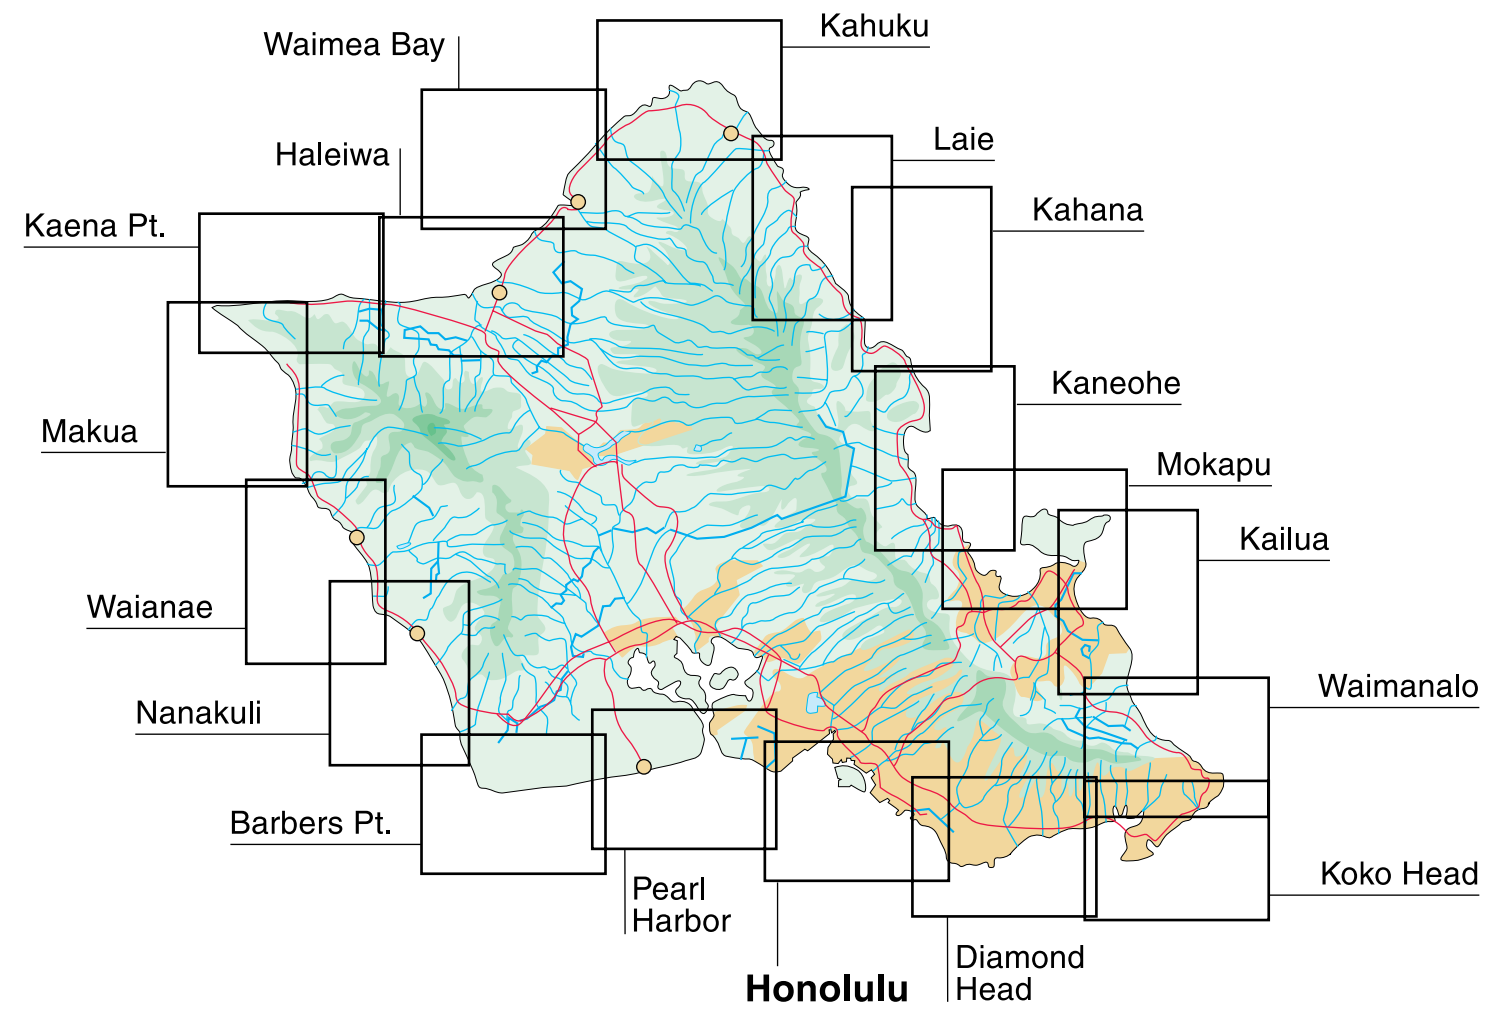 Kahuku
Waimea Bay
Laie
Haleiwa
Kahana
Kaena Pt.
Kaneohe
Makua
Mokapu
Kailua
Waianae
Waimanalo
Nanakuli
Barbers Pt.
Koko Head
Pearl
Harbor
Diamond
Head
Honolulu